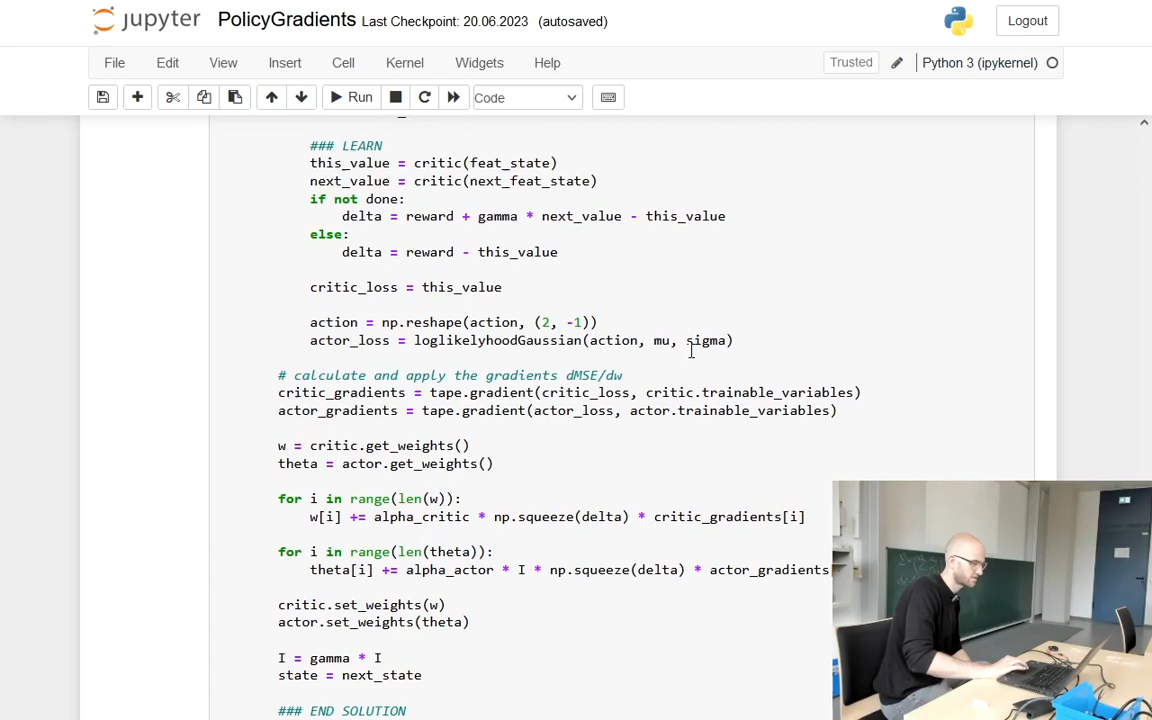 jupyter PolicyGradients Last Checkpoint: 20.06.2023 (autosaved)
Logout
File Edit View Insert Cell Kernel Widgets Help
Trusted Python 3 (ipykernel)
Run Code
### LEARN
this_value = critic(feat_state)
next_value = critic(next_feat_state)
if not done:
delta = reward + gamma * next_value - this_value
else:
delta = reward - this_value
critic_loss = this_value
action = np.reshape(action, (2, -1))
actor_loss = loglikelyhoodGaussian(action, mu, sigma)
# calculate and apply the gradients dMSE/dw
critic_gradients = tape.gradient(critic_loss, critic.trainable_variables)
actor_gradients = tape.gradient(actor_loss, actor.trainable_variables)
w = critic.get_weights()
theta = actor.get_weights()
for i in range(len(w)):
w[i] += alpha_critic * np.squeeze(delta) * critic_gradients[i]
for i in range(len(theta)):
theta[i] += alpha_actor * I * np.squeeze(delta) * actor_gradients
critic.set_weights(w)
actor.set_weights(theta)
I = gamma * I
state = next_state
### END SOLUTION